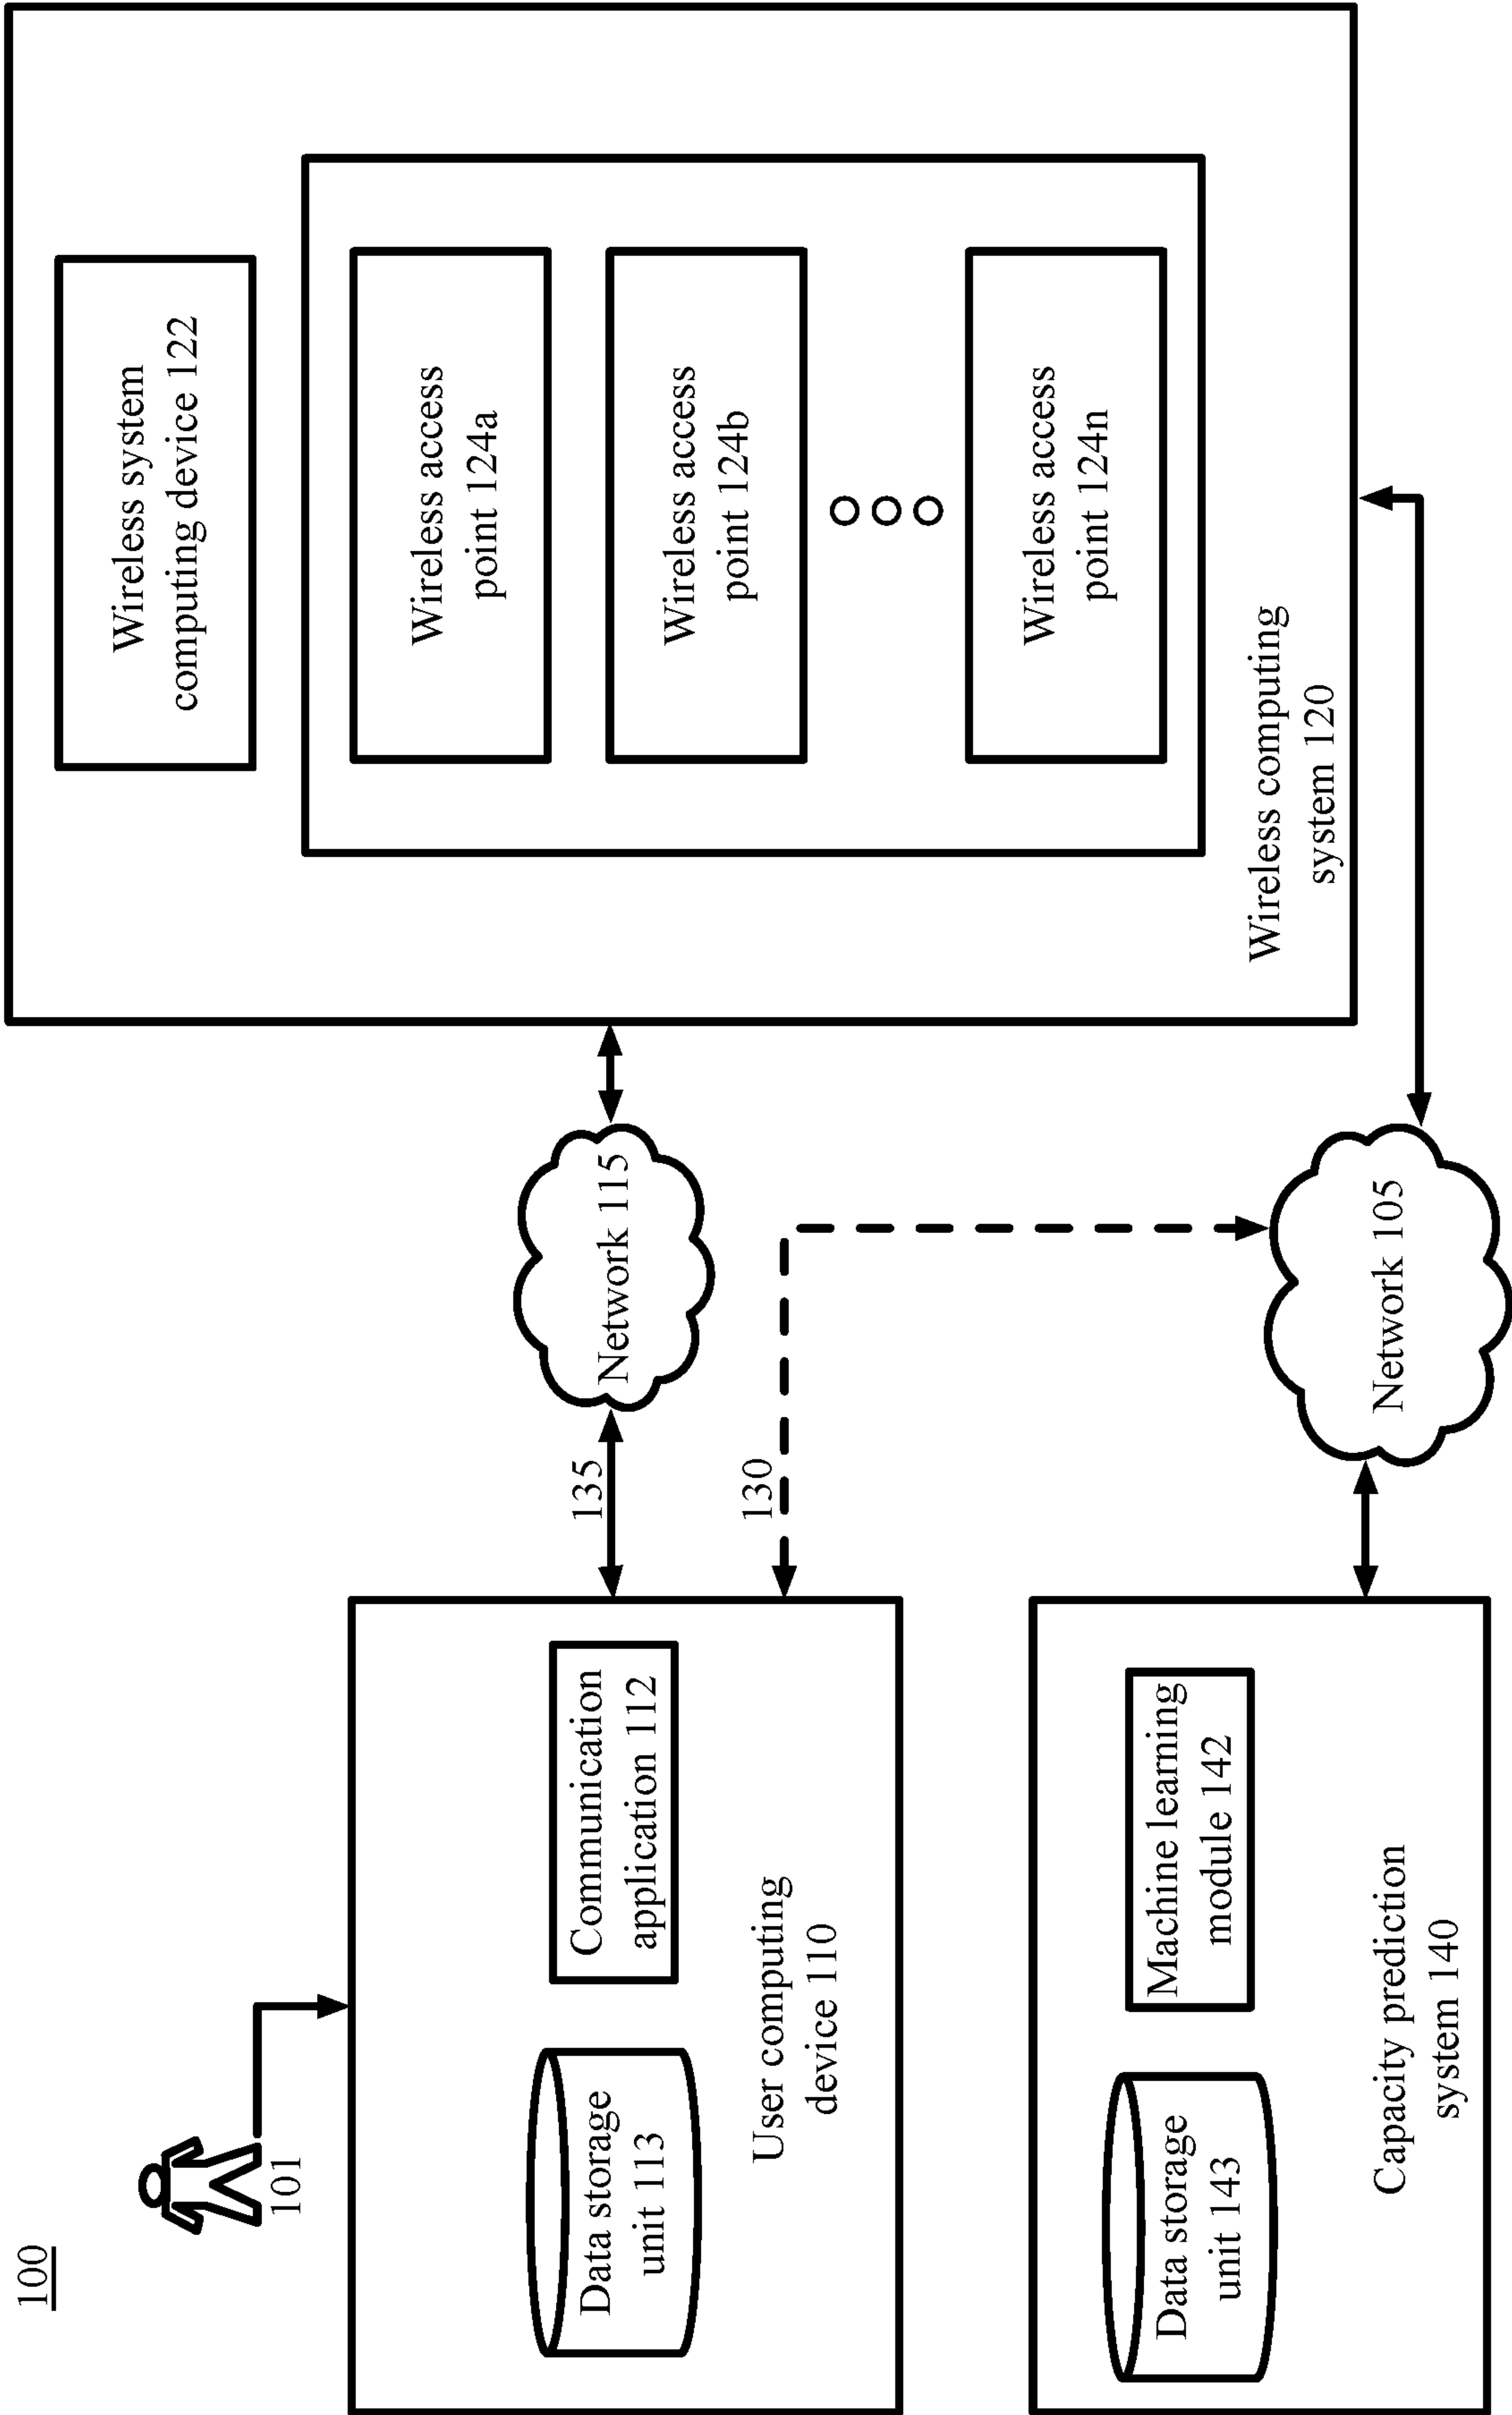 100
101
Data storage
unit 113
Communication
application 112
User computing
device 110
135
130
Network 115
Wireless system
computing device 122
Wireless access
point 124a
Wireless access
point 124b
Wireless access
point 124n
Wireless computing
system 120
Data storage
unit 143
Machine learning
module 142
Capacity prediction
system 140
Network 105